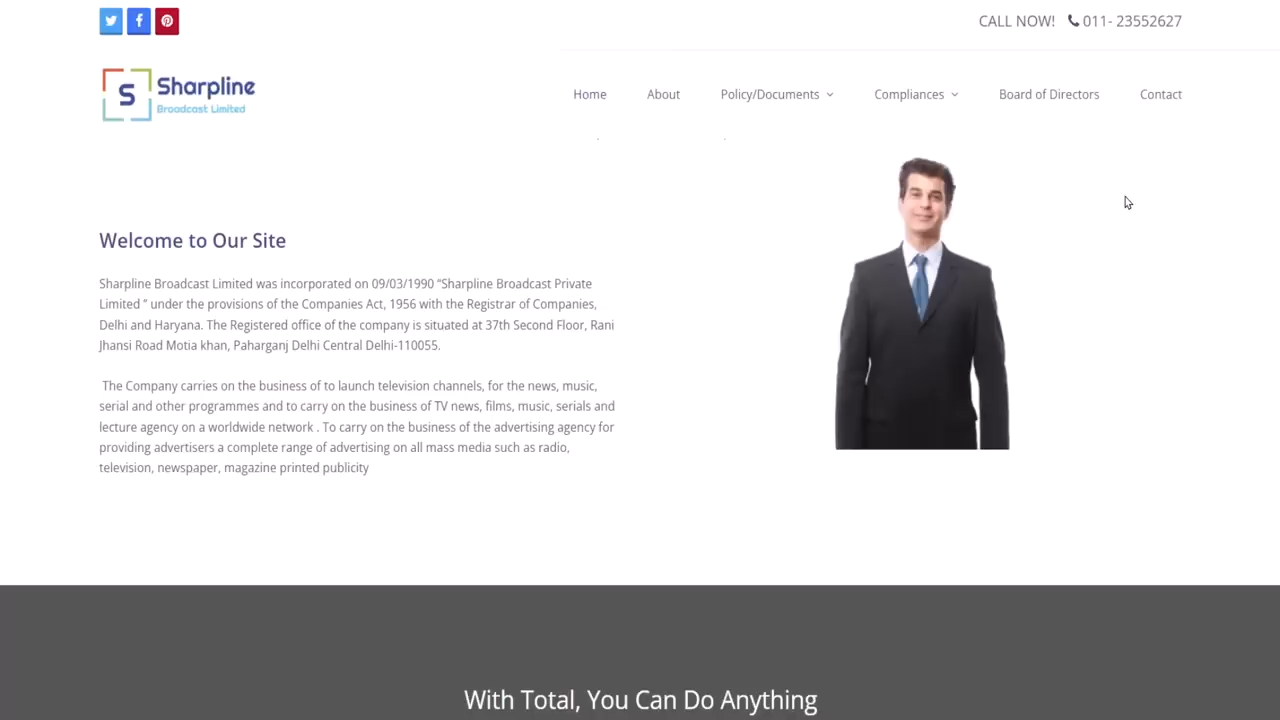 CALL NOW! 011- 23552627
S
Sharpline
Broadcast Limited
Home About Policy/Documents Compliances Board of Directors Contact
Welcome to Our Site
Sharpline Broadcast Limited was incorporated on 09/03/1990 “Sharpline Broadcast Private
Limited ” under the provisions of the Companies Act, 1956 with the Registrar of Companies,
Delhi and Haryana. The Registered office of the company is situated at 37th Second Floor, Rani
Jhansi Road Motia khan, Paharganj Delhi Central Delhi-110055.
The Company carries on the business of to launch television channels, for the news, music,
serial and other programmes and to carry on the business of TV news, films, music, serials and
lecture agency on a worldwide network . To carry on the business of the advertising agency for
providing advertisers a complete range of advertising on all mass media such as radio,
television, newspaper, magazine printed publicity
With Total, You Can Do Anything